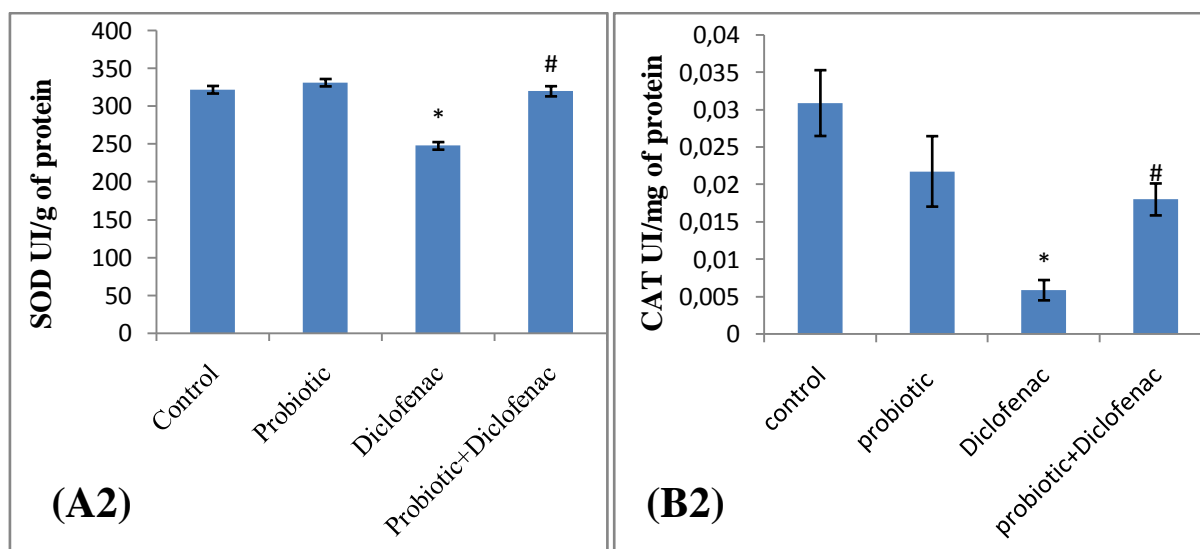 SOD UI/g of protein
400
350
300
250
200
150
100
50
0
#
*
Control
Probiotic
Diclofenac
Probiotic+Diclofenac
(A2)
CAT UI/mg of protein
0,04
0,035
0,03
0,025
0,02
0,015
0,01
0,005
0
#
*
control
probiotic
Diclofenac
probiotic+Diclofenac
(B2)